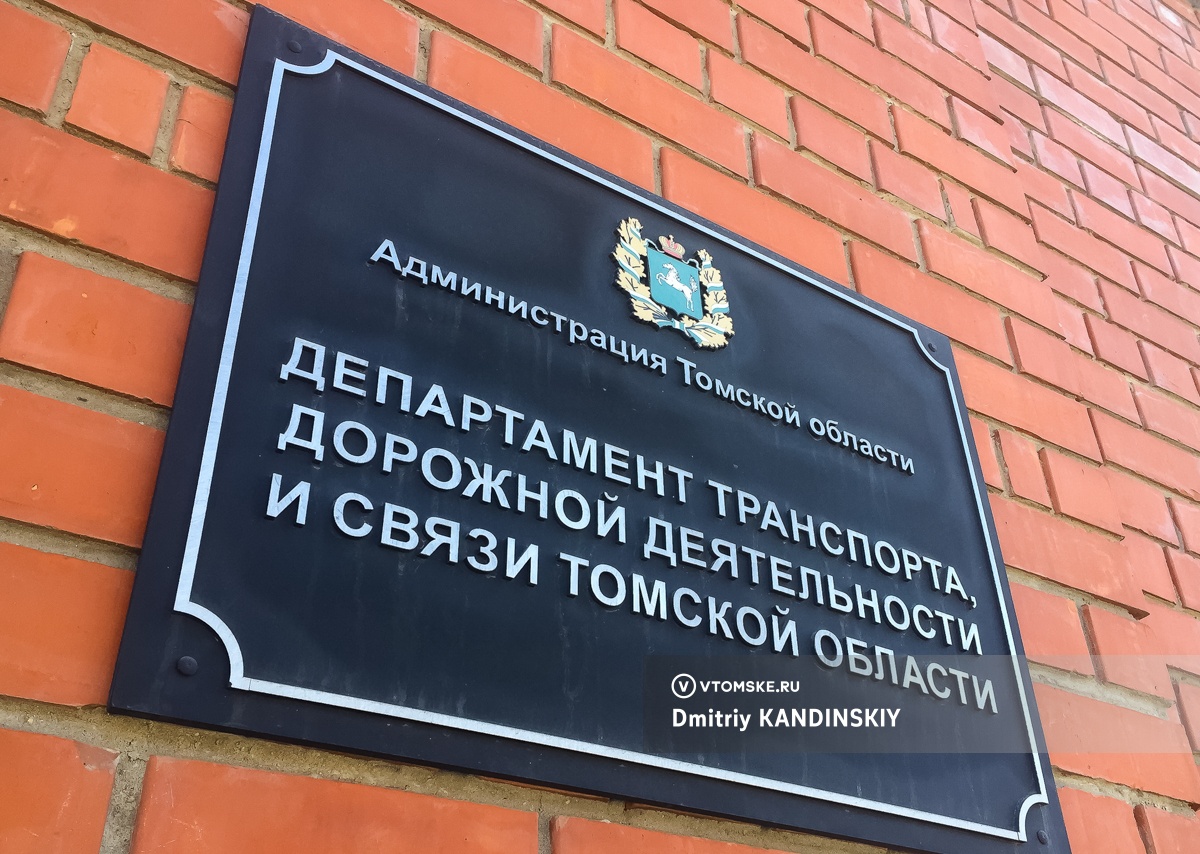 Администрация Томской области
ДЕПАРТАМЕНТ ТРАНСПОРТА,
ДОРОЖНОЙ ДЕЯТЕЛЬНОСТИ
И СВЯЗИ ТОМСКОЙ ОБЛАСТИ
V VTOMSKE.RU
Dmitriy KANDINSKIY